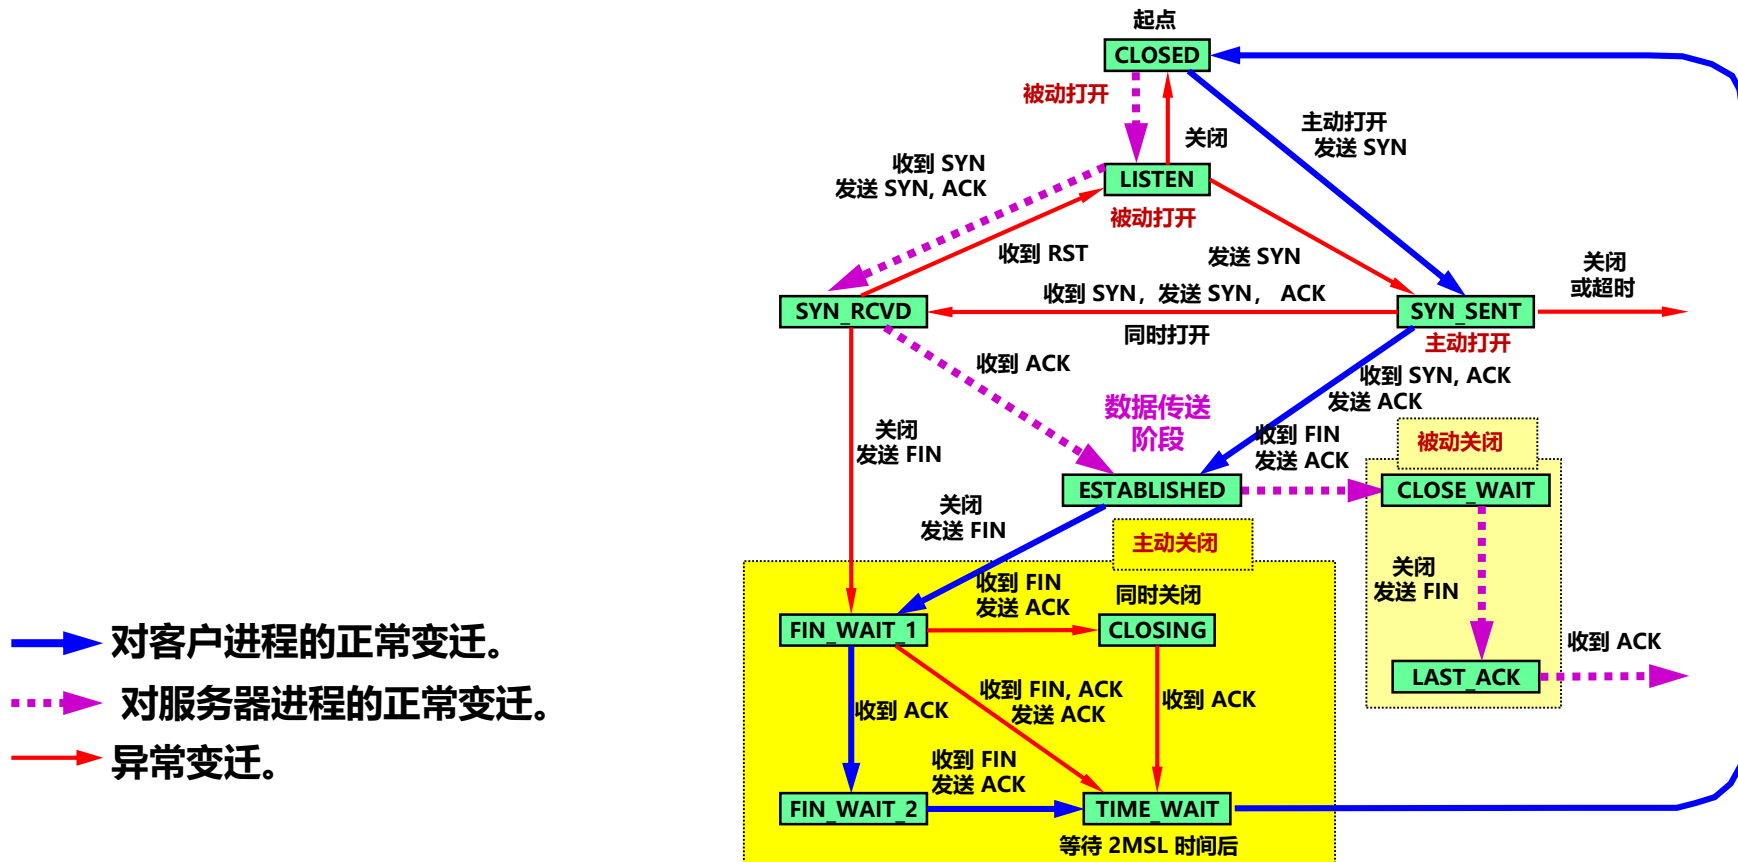 起点
CLOSED
被动打开
关闭
主动打开
发送 SYN
收到 SYN
发送 SYN, ACK
LISTEN
被动打开
收到 RST
发送 SYN
关闭
或超时
收到 SYN，发送 SYN， ACK
SYN_RCVD
SYN_SENT
同时打开
主动打开
收到 ACK
收到 SYN, ACK
发送 ACK
数据传送
阶段
关闭
发送 FIN
收到 FIN
发送 ACK
被动关闭
ESTABLISHED
CLOSE_WAIT
关闭
发送 FIN
主动关闭
关闭
发送 FIN
收到 FIN
发送 ACK
同时关闭
FIN_WAIT_1
CLOSING
收到 ACK
LAST_ACK
收到 FIN, ACK
发送 ACK
收到 ACK
收到 ACK
收到 FIN
发送 ACK
FIN_WAIT_2
TIME_WAIT
等待 2MSL 时间后
对客户进程的正常变迁。
对服务器进程的正常变迁。
异常变迁。